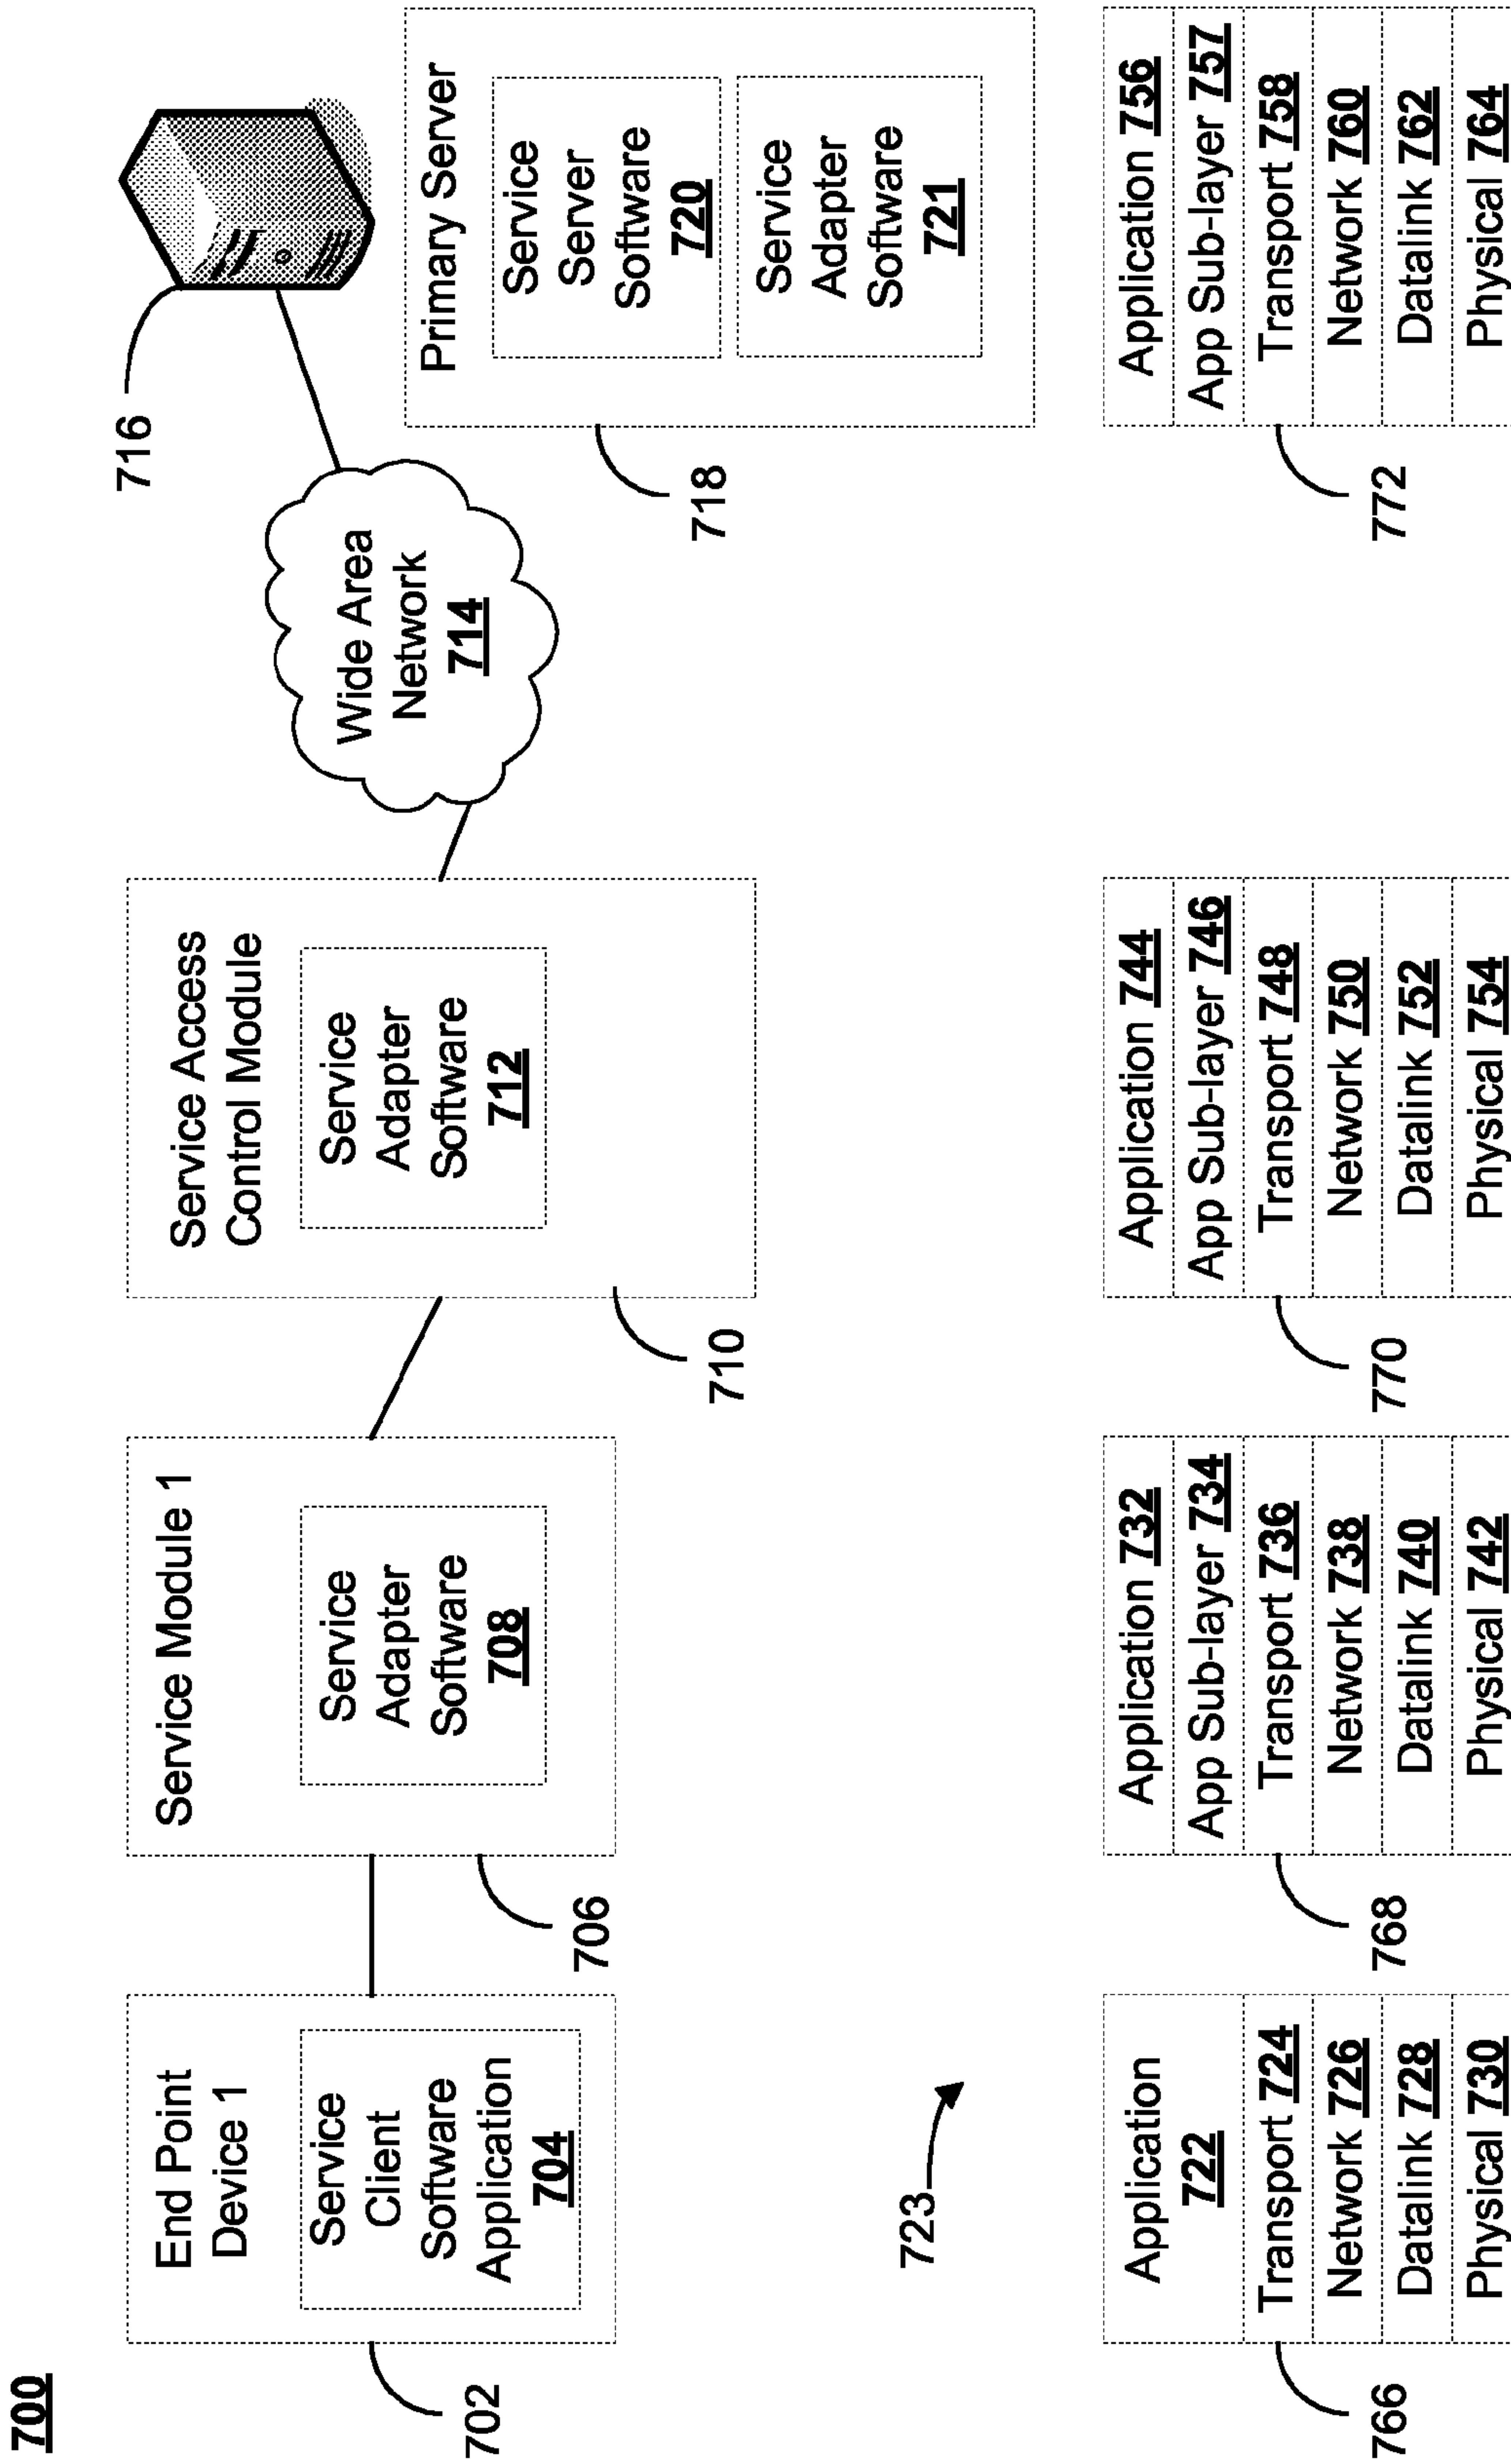 700
716
End Point
Device 1
Service
Client
Software
Application
704
702
Service Module 1
Service
Adapter
Software
708
706
Service Access
Control Module
Service
Adapter
Software
712
710
Wide Area
Network
714
Primary Server
Service
Server
Software
720
Service
Adapter
Software
721
718
723
Application
722
Transport 724
Network 726
Datalink 728
Physical 730
766
Application 732
App Sub-layer 734
Transport 736
Network 738
Datalink 740
Physical 742
768
Application 744
App Sub-layer 746
Transport 748
Network 750
Datalink 752
Physical 754
770
Application 756
App Sub-layer 757
Transport 758
Network 760
Datalink 762
Physical 764
772